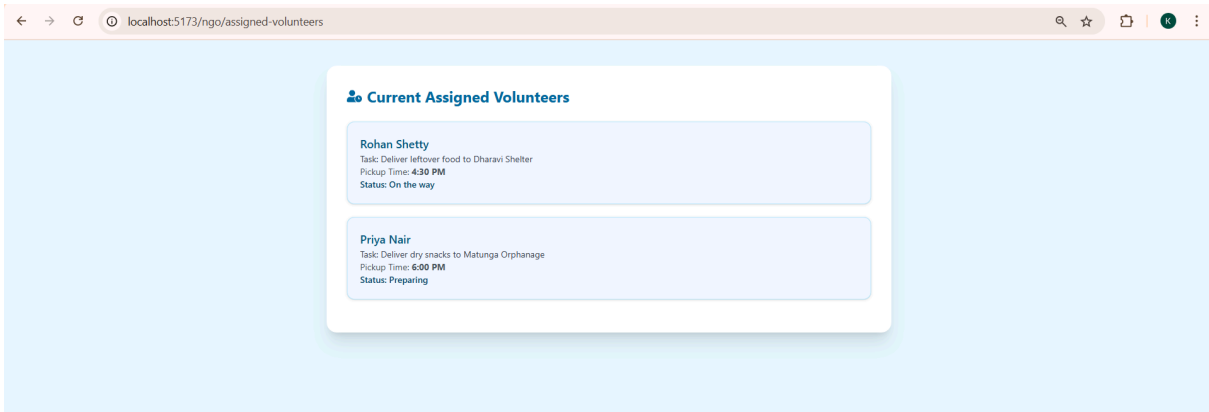 localhost:5173/ngo/assigned-volunteers
K
Current Assigned Volunteers
Rohan Shetty
Task: Deliver leftover food to Dharavi Shelter
Pickup Time: 4:30 PM
Status: On the way
Priya Nair
Task: Deliver dry snacks to Matunga Orphanage
Pickup Time: 6:00 PM
Status: Preparing